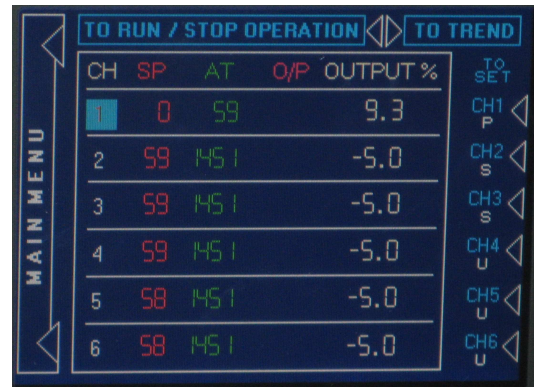 TO RUN / STOP OPERATION TO TREND
CH SP AT O/P OUTPUT % TO SET
1 0 59 9.3 CH1 P
2 59 1451 -5.0 CH2 S
3 59 1451 -5.0 CH3 S
4 59 1451 -5.0 CH4 U
5 58 1451 -5.0 CH5 U
6 58 1451 -5.0 CH6 U
MAIN MENU